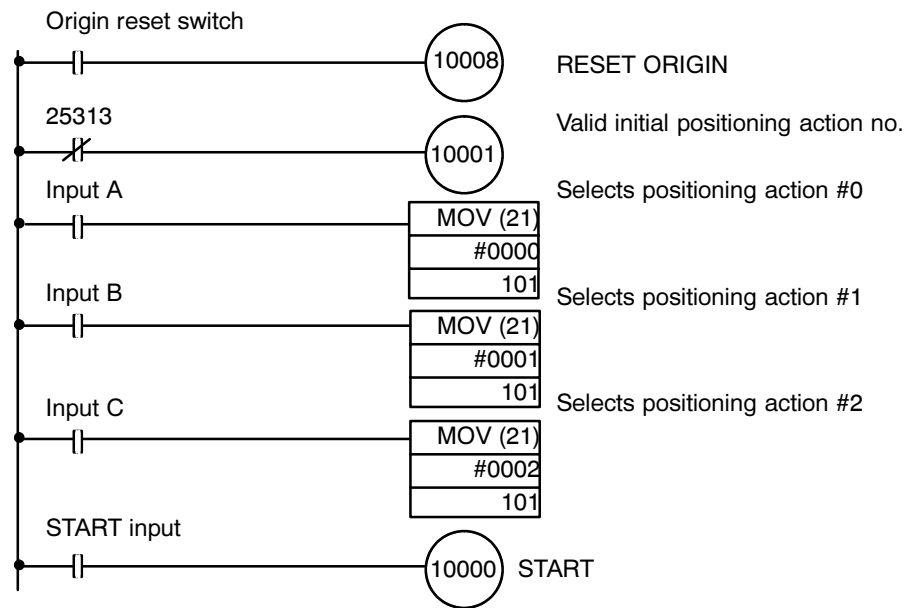 Origin reset switch
10008
RESET ORIGIN
25313
Valid initial positioning action no.
10001
Input A
Selects positioning action #0
MOV (21)
#0000
101
Input B
Selects positioning action #1
MOV (21)
#0001
101
Input C
Selects positioning action #2
MOV (21)
#0002
101
START input
10000
START